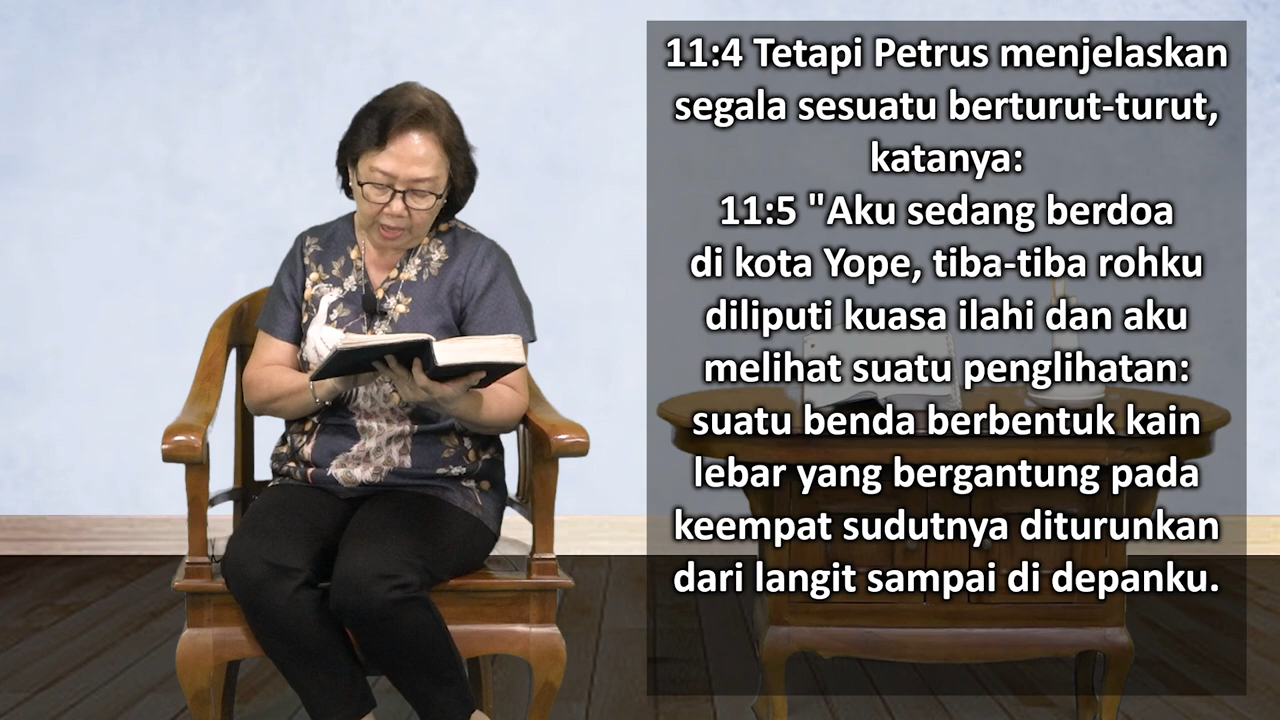 11:4 Tetapi Petrus menjelaskan
segala sesuatu berturut-turut,
katanya:
11:5 "Aku sedang berdoa
di kota Yope, tiba-tiba rohku
diliputi kuasa ilahi dan aku
melihat suatu penglihatan:
suatu benda berbentuk kain
lebar yang bergantung pada
keempat sudutnya diturunkan
dari langit sampai di depanku.